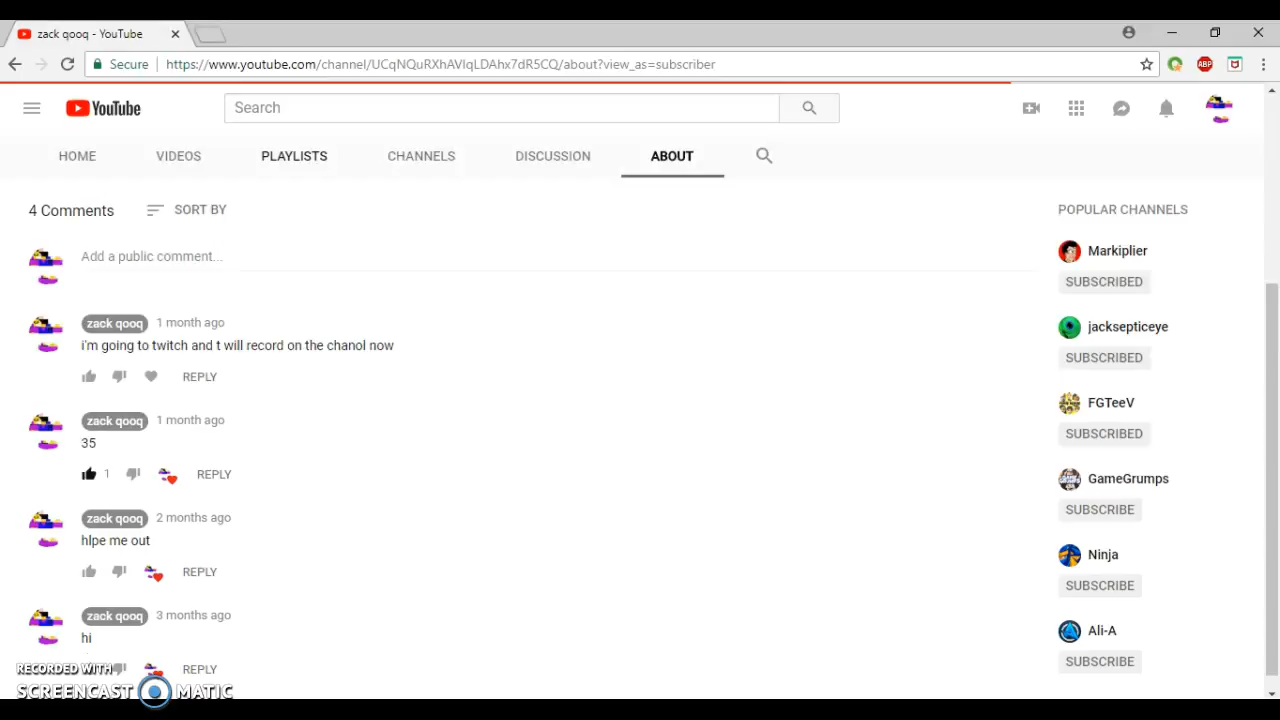 zack qooq - YouTube
Secure https://www.youtube.com/channel/UCqNQuRXhAVIqLDAhx7dR5CQ/about?view_as=subscriber
ABP
YouTube
Search
HOME VIDEOS PLAYLISTS CHANNELS DISCUSSION ABOUT
4 Comments SORT BY
Add a public comment...
zack qooq 1 month ago
i'm going to twitch and t will record on the chanol now
REPLY
zack qooq 1 month ago
35
1 REPLY
zack qooq 2 months ago
hlpe me out
REPLY
zack qooq 3 months ago
hi
REPLY
POPULAR CHANNELS
Markiplier
SUBSCRIBED
jacksepticeye
SUBSCRIBED
FGTeeV
SUBSCRIBED
GameGrumps
SUBSCRIBE
Ninja
SUBSCRIBE
Ali-A
SUBSCRIBE
RECORDED WITH
SCREENCAST MATIC